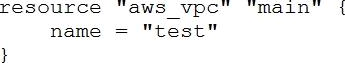 resource "aws_vpc" "main" {
    name = "test"
}